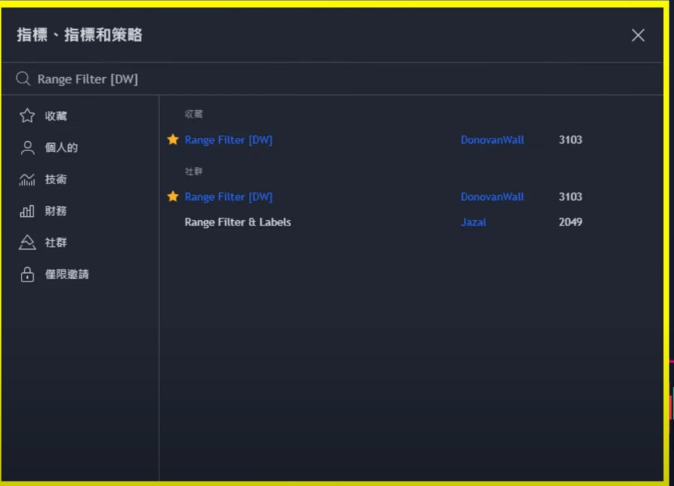 指標、指標和策略
Range Filter [DW]
收藏
個人的
技術
財務
社群
僅限邀請
收藏
Range Filter [DW] DonovanWall 3103
社群
Range Filter [DW] DonovanWall 3103
Range Filter & Labels Jazal 2049